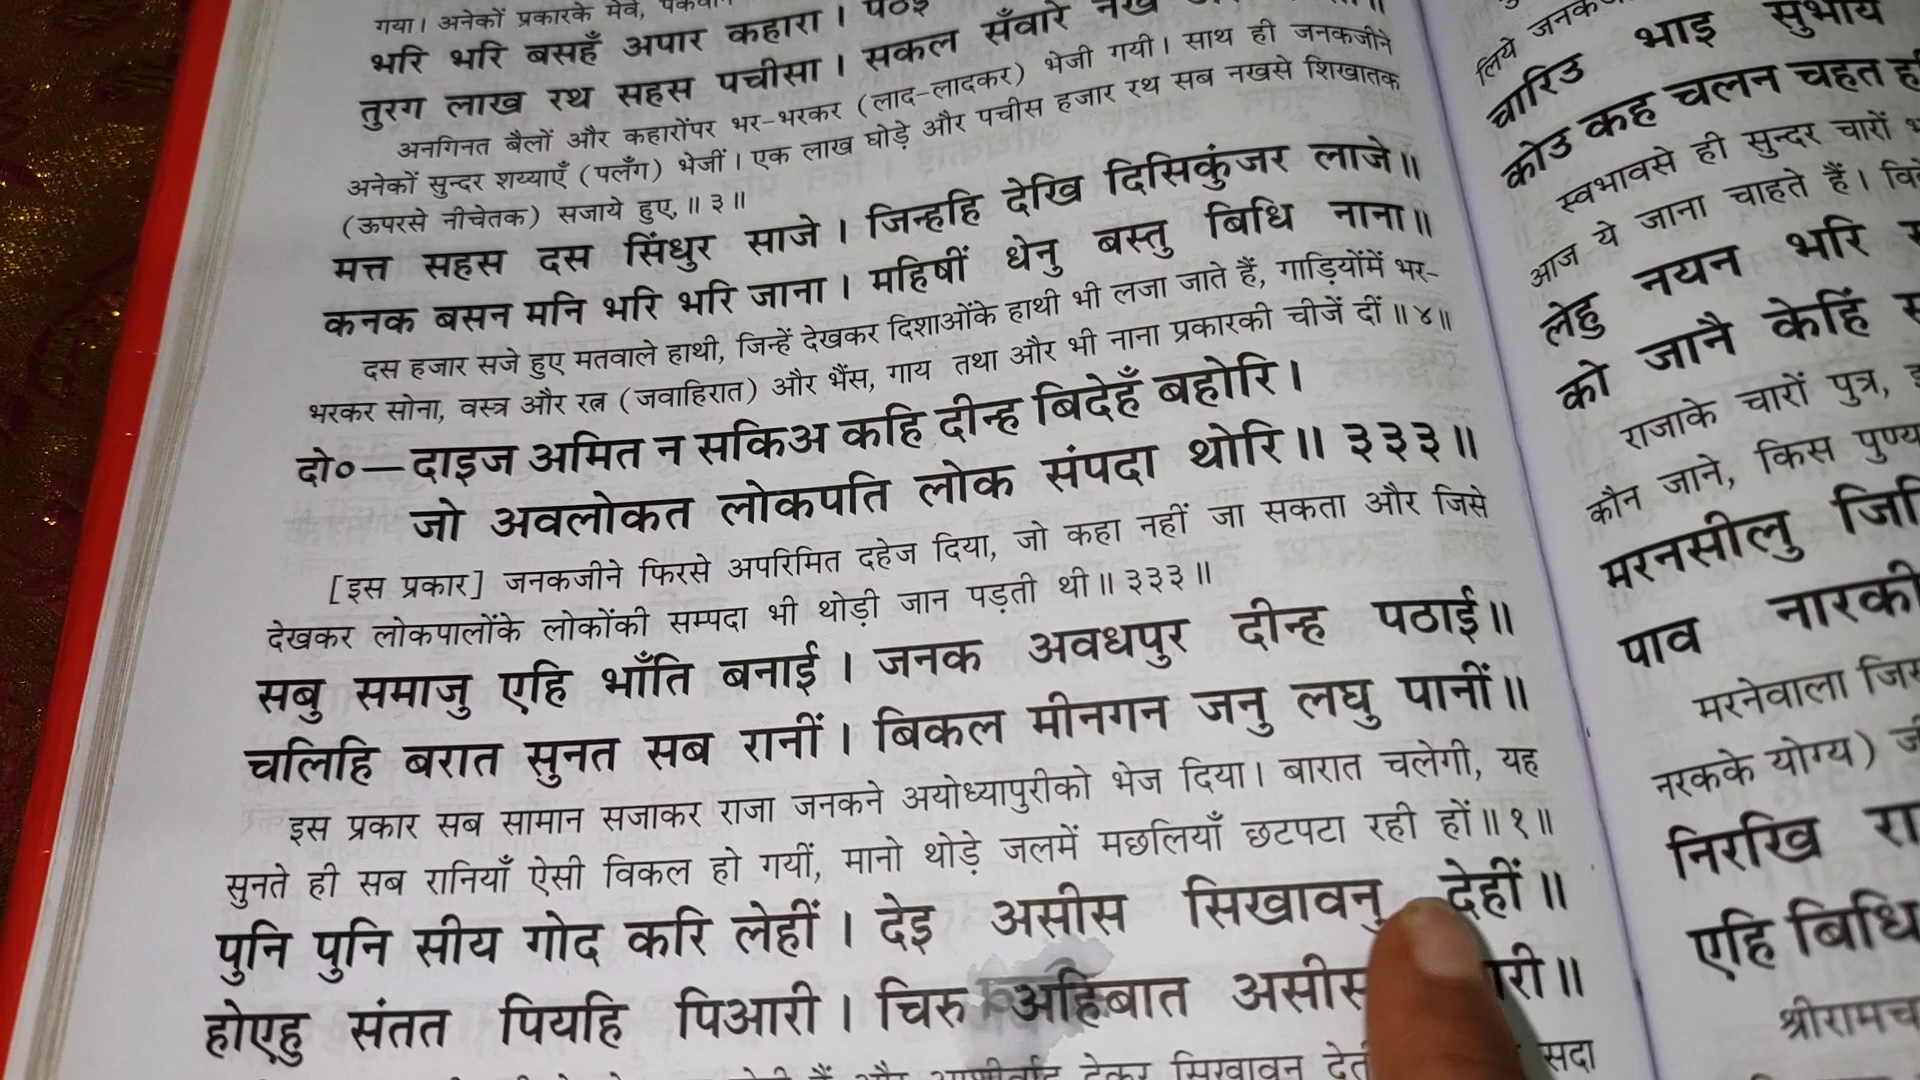 गया। अनेकों प्रकारके मेवे,
भरि भरि बसहँ अपार कहारा।
तुरग लाख रथ सहस पचीसा। सकल सँवारे
अनगिनत बैलों और कहारोंपर भर-भरकर (लाद-लादकर) भेजी गयी। साथ ही जनकजीने
अनेकों सुन्दर शय्याएँ (पलँग) भेजीं। एक लाख घोड़े और पचीस हजार रथ सब नखसे शिखातक
(ऊपरसे नीचेतक) सजाये हुए,॥ ३॥
मत्त सहस दस सिंधुर साजे। जिन्हहि देखि दिसिकुंजर लाजे॥
कनक बसन मनि भरि भरि जाना। महिषीं धेनु बस्तु बिधि नाना॥
दस हजार सजे हुए मतवाले हाथी, जिन्हें देखकर दिशाओंके हाथी भी लजा जाते हैं, गाड़ियोंमें भर-
भरकर सोना, वस्त्र और रत्न (जवाहिरात) और भैंस, गाय तथा और भी नाना प्रकारकी चीजें दीं॥४॥
दो०—दाइज अमित न सकिअ कहि दीन्ह बिदेहँ बहोरि।
जो अवलोकत लोकपति लोक संपदा थोरि॥ ३३३॥
[इस प्रकार] जनकजीने फिरसे अपरिमित दहेज दिया, जो कहा नहीं जा सकता और जिसे
देखकर लोकपालोंके लोकोंकी सम्पदा भी थोड़ी जान पड़ती थी॥ ३३३॥
सबु समाजु एहि भाँति बनाई। जनक अवधपुर दीन्ह पठाई॥
चलिहि बरात सुनत सब रानीं। बिकल मीनगन जनु लघु पानीं॥
इस प्रकार सब सामान सजाकर राजा जनकने अयोध्यापुरीको भेज दिया। बारात चलेगी, यह
सुनते ही सब रानियाँ ऐसी विकल हो गयीं, मानो थोड़े जलमें मछलियाँ छटपटा रही हों॥१॥
पुनि पुनि सीय गोद करि लेहीं। देइ असीस सिखावनु देहीं॥
होएहु संतत पियहि पिआरी। चिरु अहिबात असीस
देकर सिखावन सदा
लिये
चारिउ भाइ सुभायँ
कोउ कह चलन चहत
स्वभावसे ही सुन्दर चारों
आज ये जाना चाहते हैं।
लेहु नयन भरि
को जानै केहिं
राजाके चारों पुत्र,
कौन जाने, किस पुण्य
मरनसीलु
पाव नारकी
मरनेवाला
नरकके योग्य)
निरखि
एहि बिधि